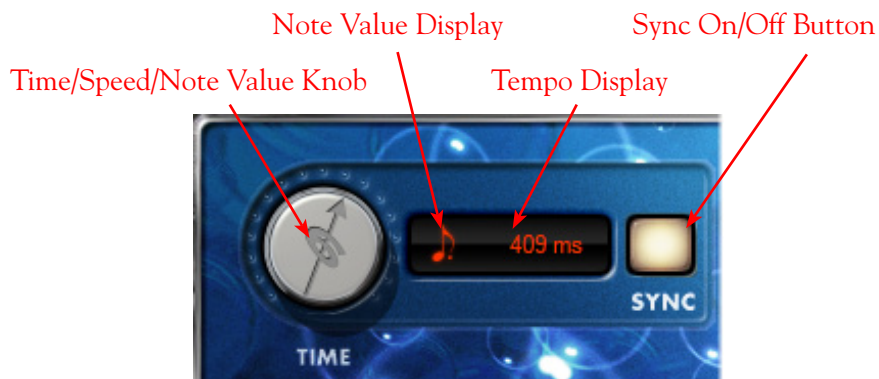 Note Value Display
Sync On/Off Button
Time/Speed/Note Value Knob
Tempo Display
409 ms
SYNC
TIME